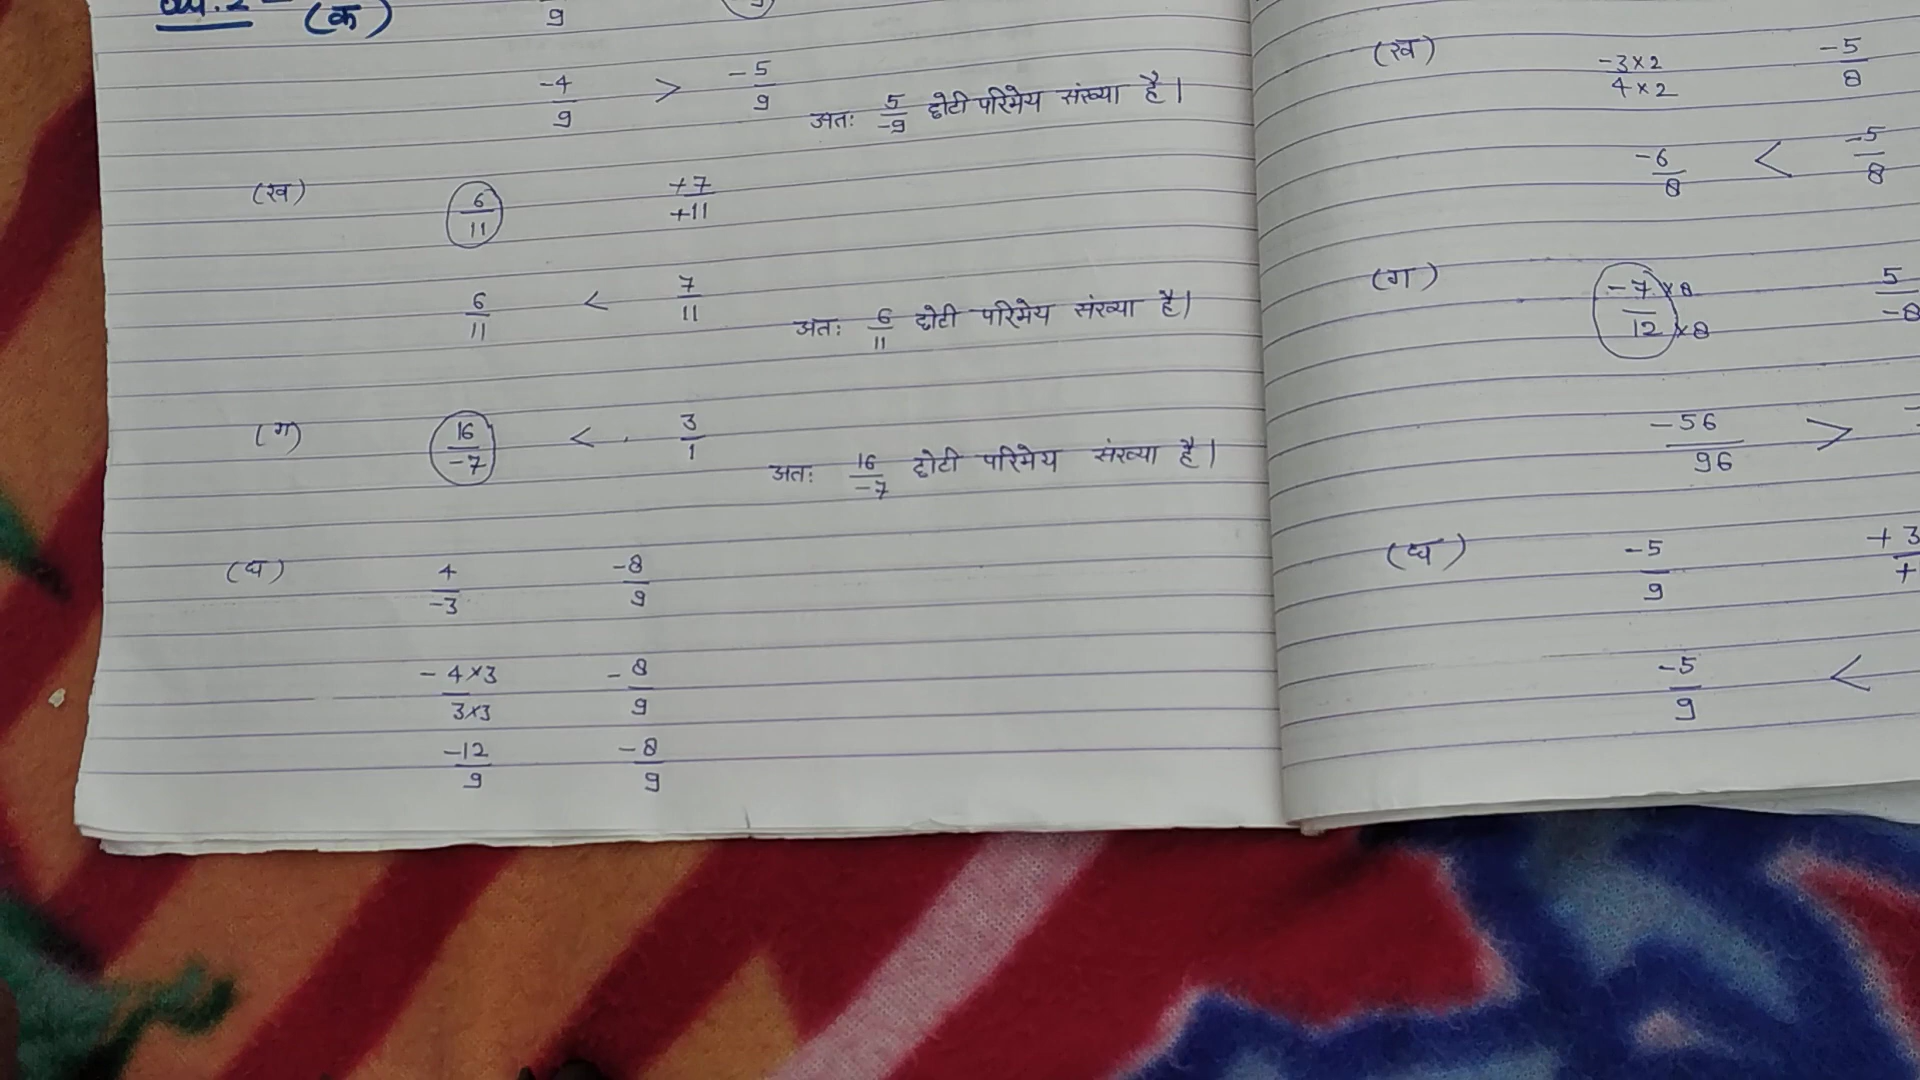 (क) 9
-4/9 > -5/9 अतः 5/-9 छोटी परिमेय संख्या है।
(ख) 6/11 +7/+11
6/11 < 7/11 अतः 6/11 छोटी परिमेय संख्या है।
(ग) 16/-7 < 3/1 अतः 16/-7 छोटी परिमेय संख्या है।
(घ) 4/-3 -8/9
-4×3/3×3 -8/9
-12/9 -8/9
(ख) -3×2/4×2 -5/8
-6/8 < -5/8
(ग) -7×8/12×8 5/-8
-56/96 >
(घ) -5/9 +3/+
-5/9 <